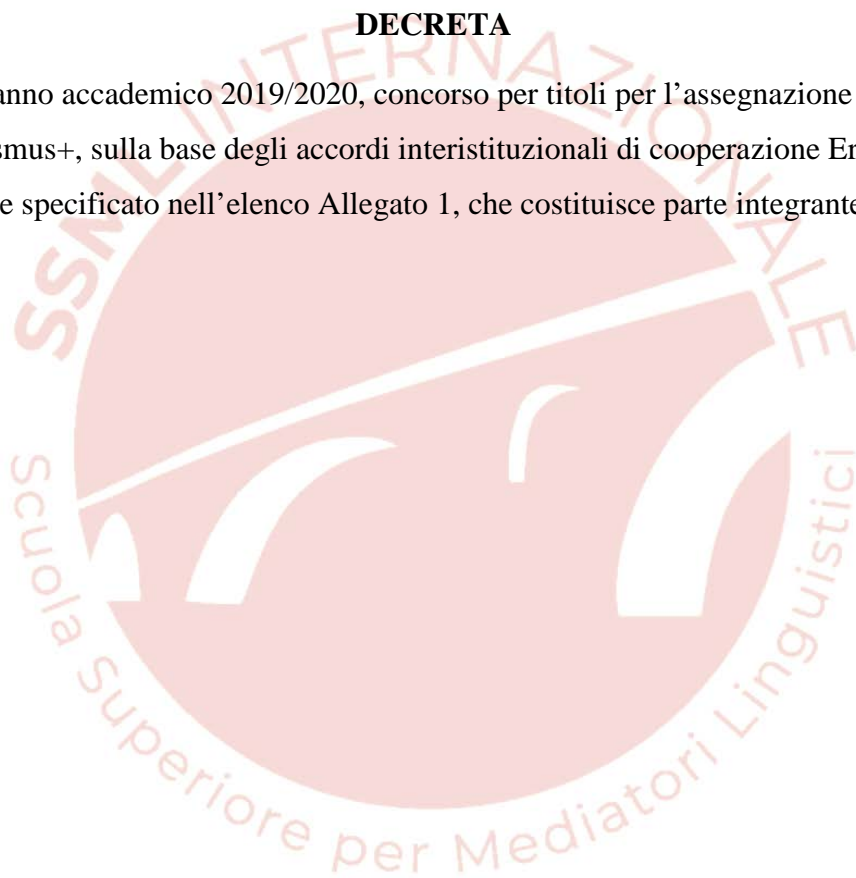 DECRETA
anno accademico 2019/2020, concorso per titoli per l’assegnazione
smus+, sulla base degli accordi interistituzionali di cooperazione Er
e specificato nell’elenco Allegato 1, che costituisce parte integrante
SSML INTERNAZIONALE
Scuola Superiore per Mediatori Linguistici